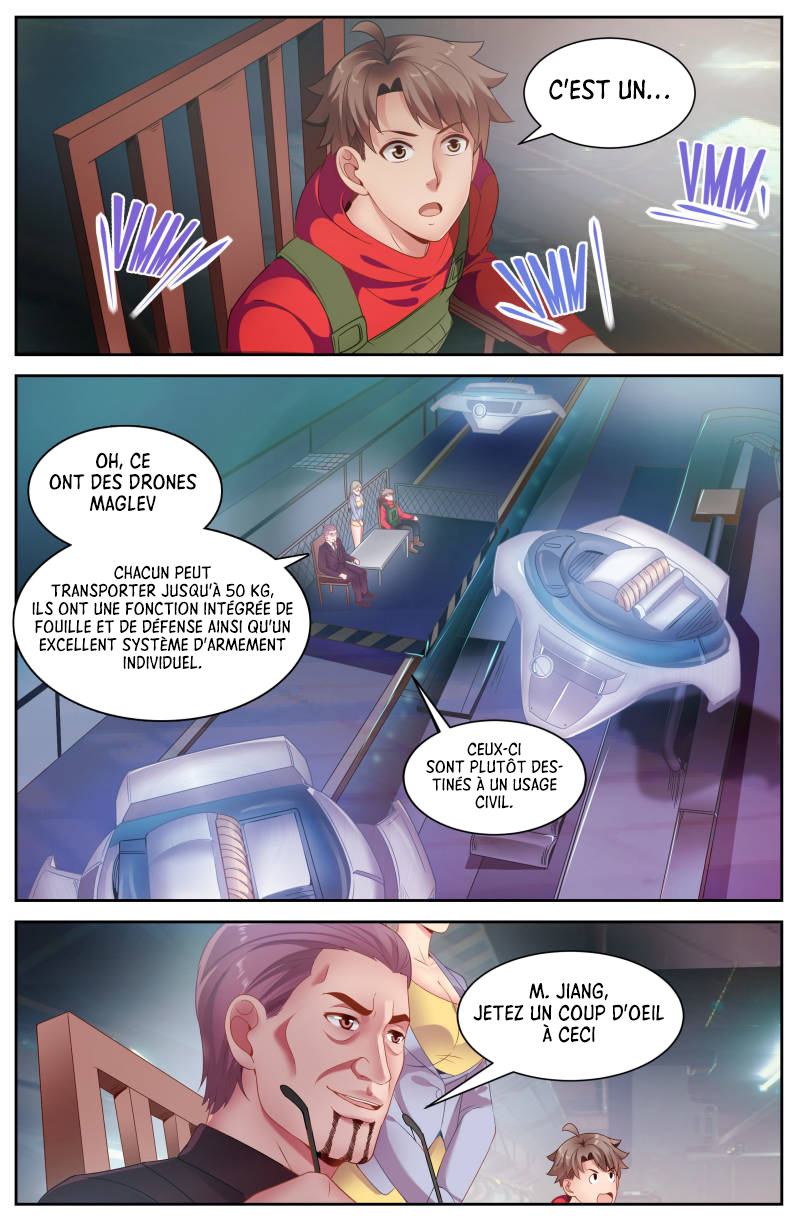 C'EST UN...
VMM
VMM
VMM
OH, CE
ONT DES DRONES
MAGLEV
CHACUN PEUT
TRANSPORTER JUSQU'À 50 KG,
ILS ONT UNE FONCTION INTÉGRÉE DE
FOUILLE ET DE DÉFENSE AINSI QU'UN
EXCELLENT SYSTÈME D'ARMEMENT
INDIVIDUEL.
CEUX-CI
SONT PLUTÔT DES-
TINÉS À UN USAGE
CIVIL.
M. JIANG,
JETEZ UN COUP D'OEIL
À CECI